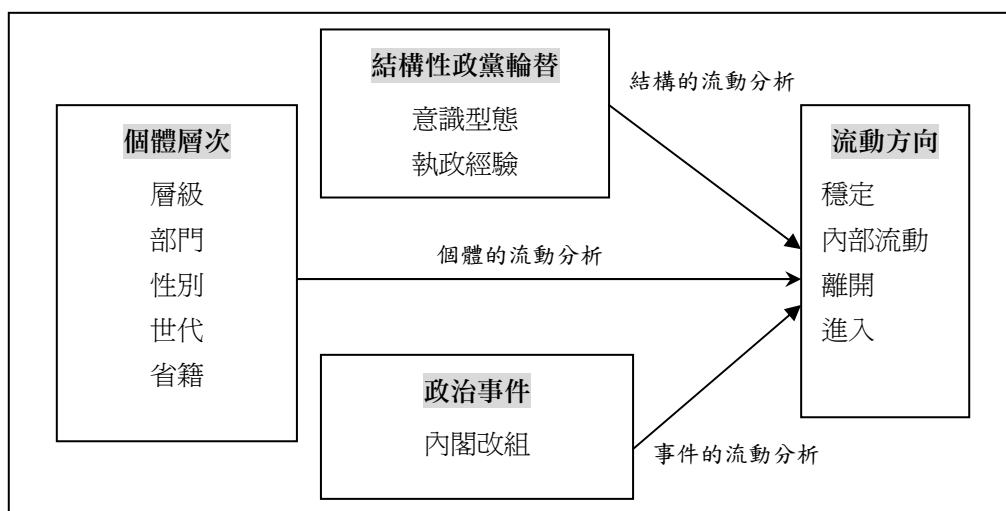 結構性政黨輪替
意識型態
執政經驗
結構的流動分析
個體層次
層級
部門
性別
世代
省籍
個體的流動分析
流動方向
穩定
內部流動
離開
進入
政治事件
內閣改組
事件的流動分析